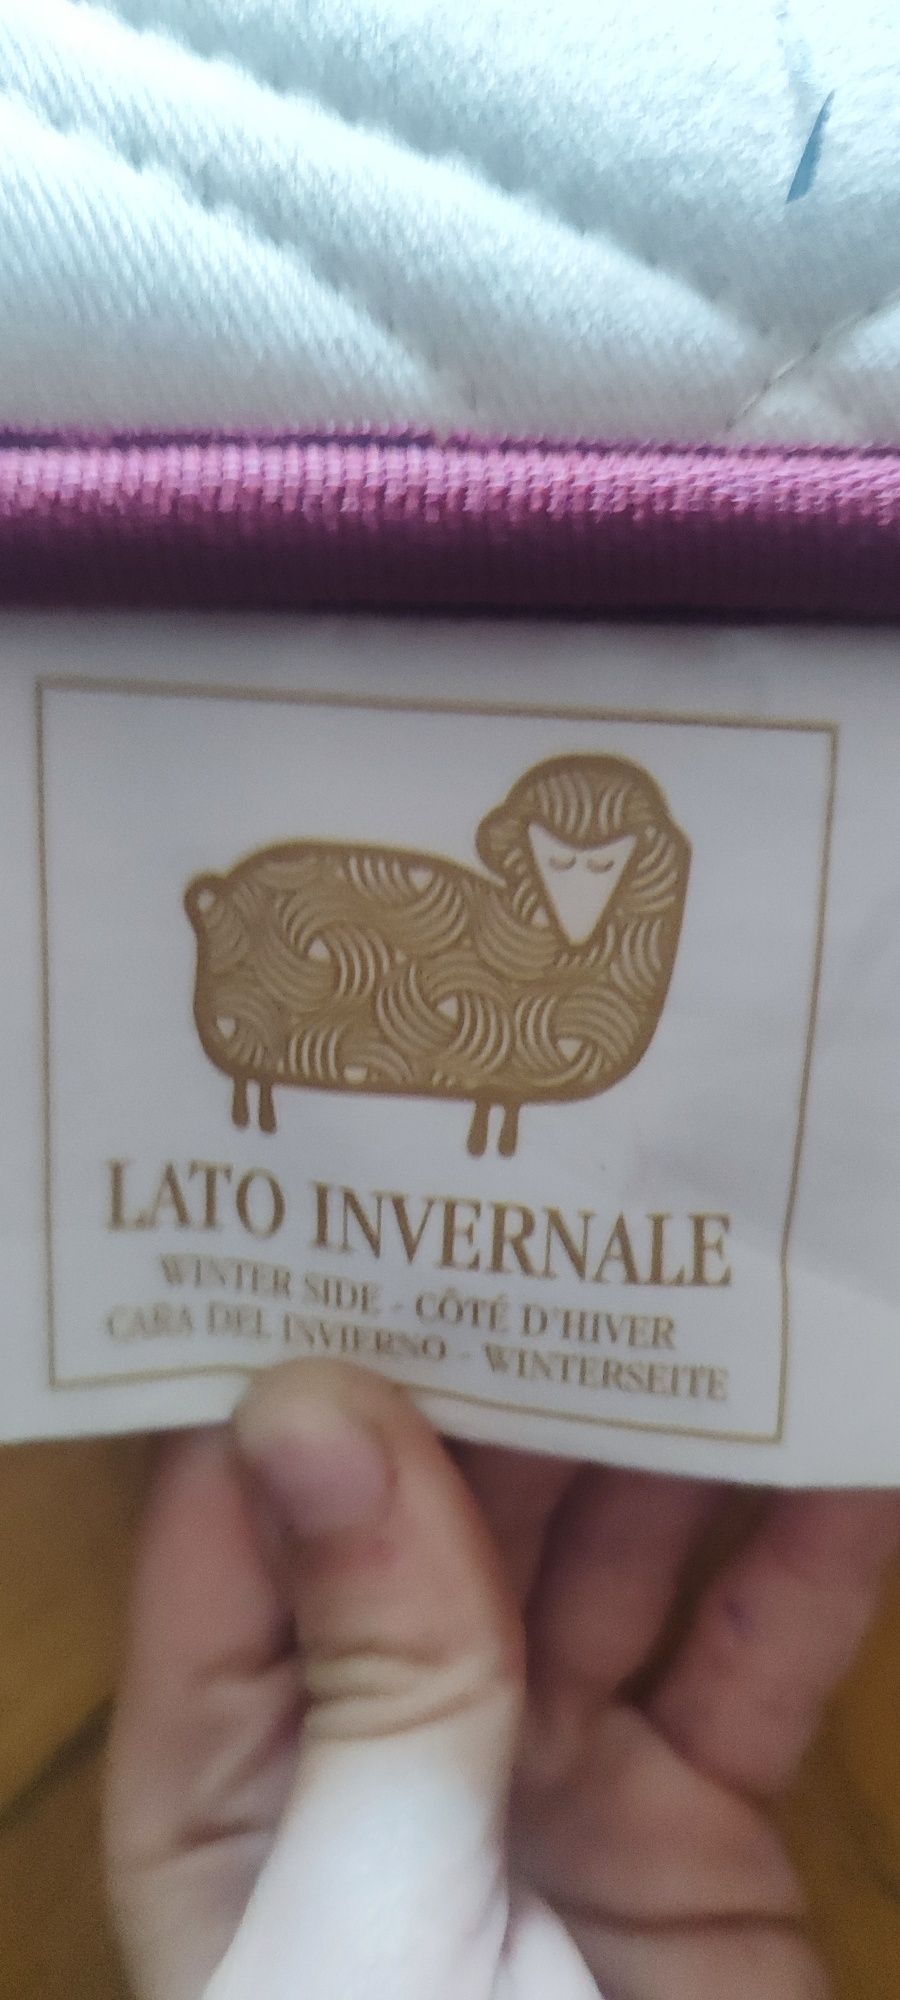 LATO INVERNALE
WINTER SIDE - CÔTÉ D'HIVER
CARA DEL INVIERNO - WINTERSEITE